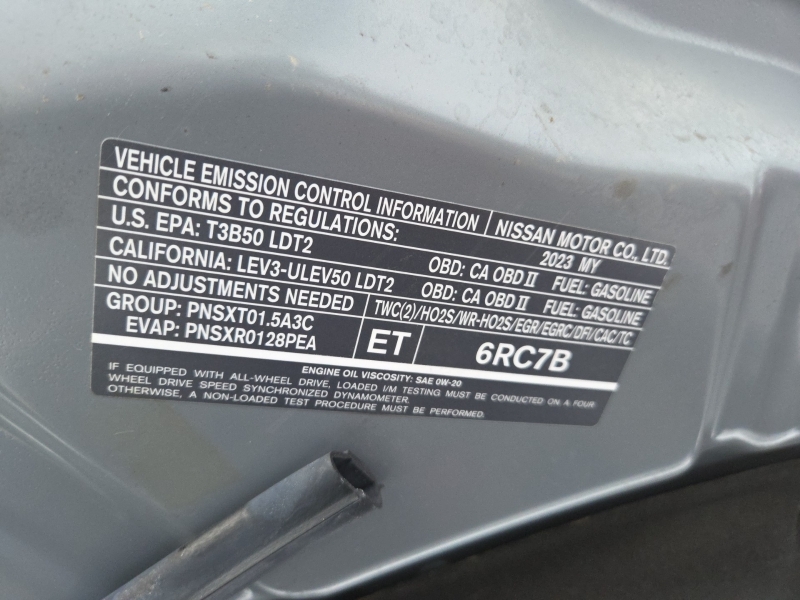 VEHICLE EMISSION CONTROL INFORMATION | NISSAN MOTOR CO., LTD.
CONFORMS TO REGULATIONS: 2023 MY
U.S. EPA: T3B50 LDT2 OBD: CA OBD II FUEL: GASOLINE
CALIFORNIA: LEV3-ULEV50 LDT2 OBD: CA OBD II FUEL: GASOLINE
NO ADJUSTMENTS NEEDED TWC(2)/HO2S/WR-HO2S/EGR/EGRC/DFI/CAC/TC
GROUP: PNSXT01.5A3C
EVAP: PNSXR0128PEA ET 6RC7B
ENGINE OIL VISCOSITY: SAE 0W-20
IF EQUIPPED WITH ALL-WHEEL DRIVE, LOADED I/M TESTING MUST BE CONDUCTED ON A FOUR
WHEEL DRIVE SPEED SYNCHRONIZED DYNAMOMETER.
OTHERWISE, A NON-LOADED TEST PROCEDURE MUST BE PERFORMED.